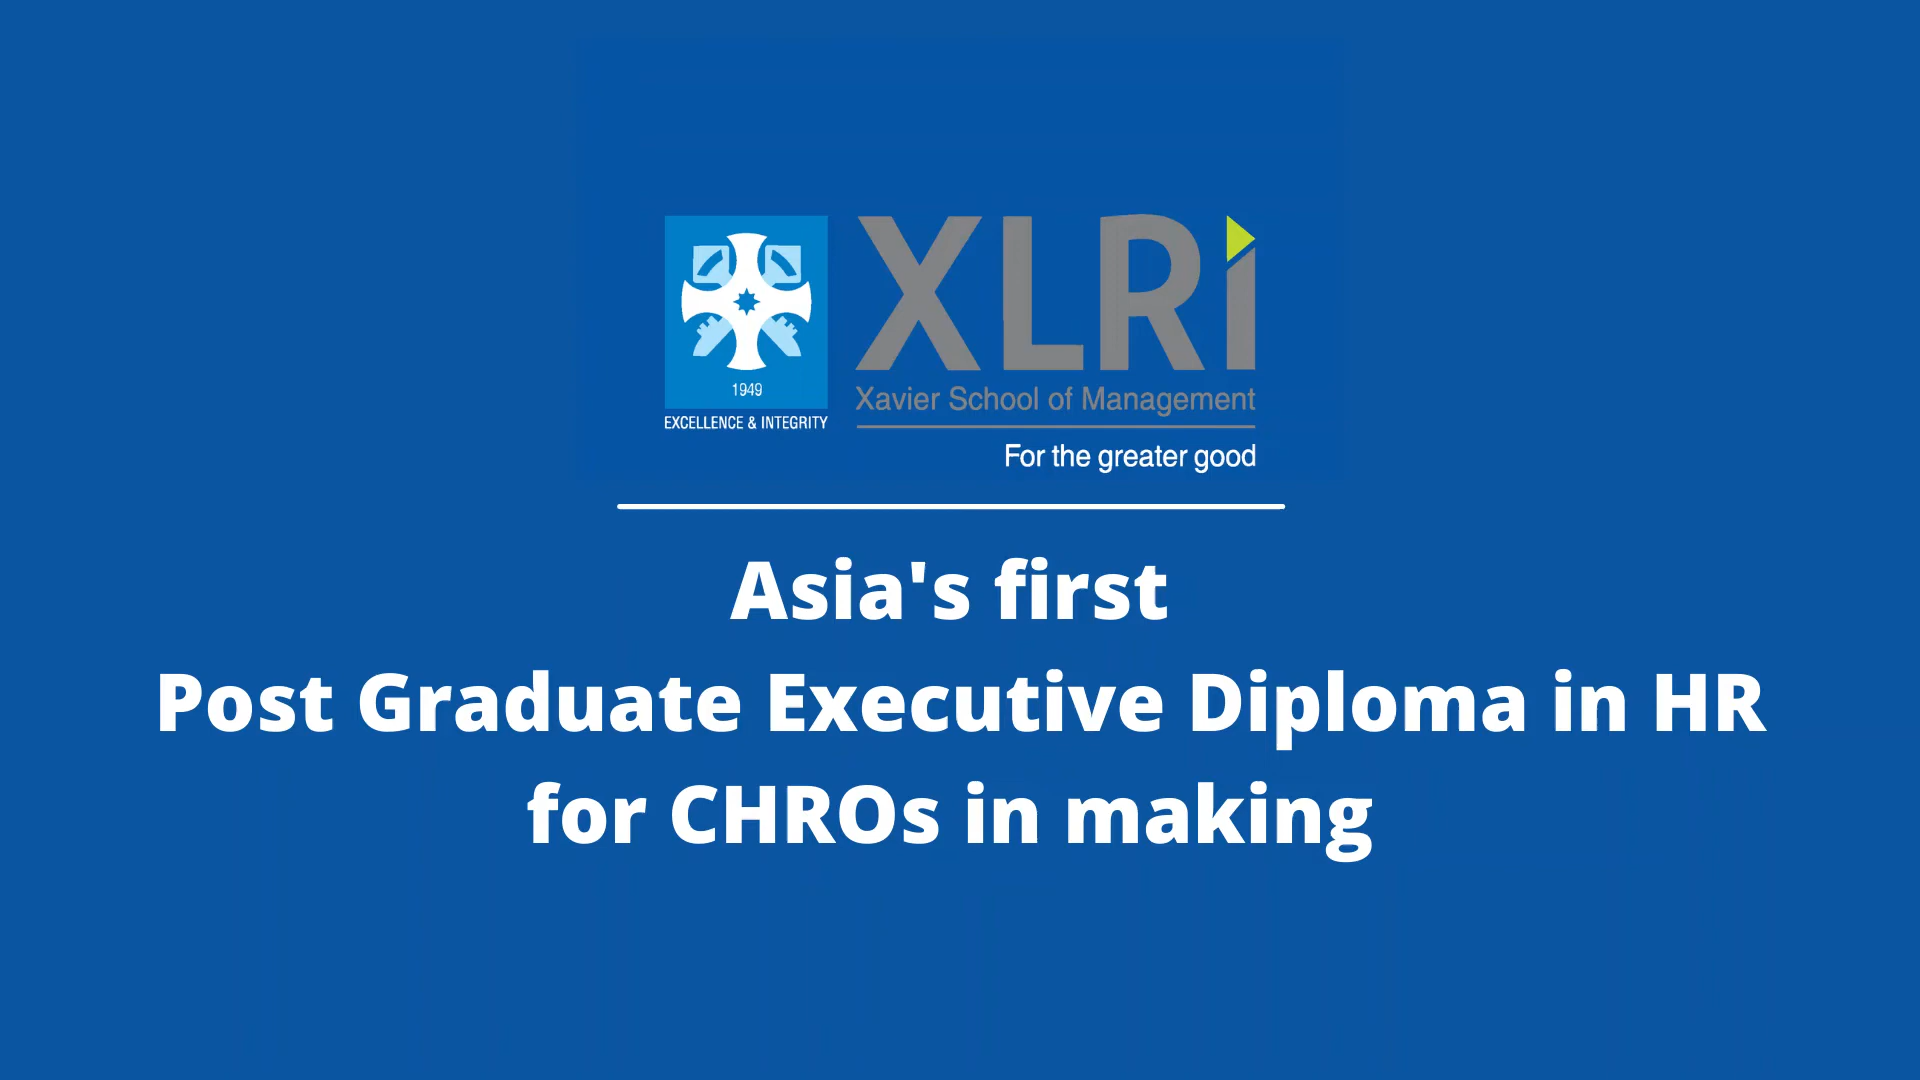 XLRi
1949
EXCELLENCE & INTEGRITY
Xavier School of Management
For the greater good
Asia's first
Post Graduate Executive Diploma in HR
for CHROs in making